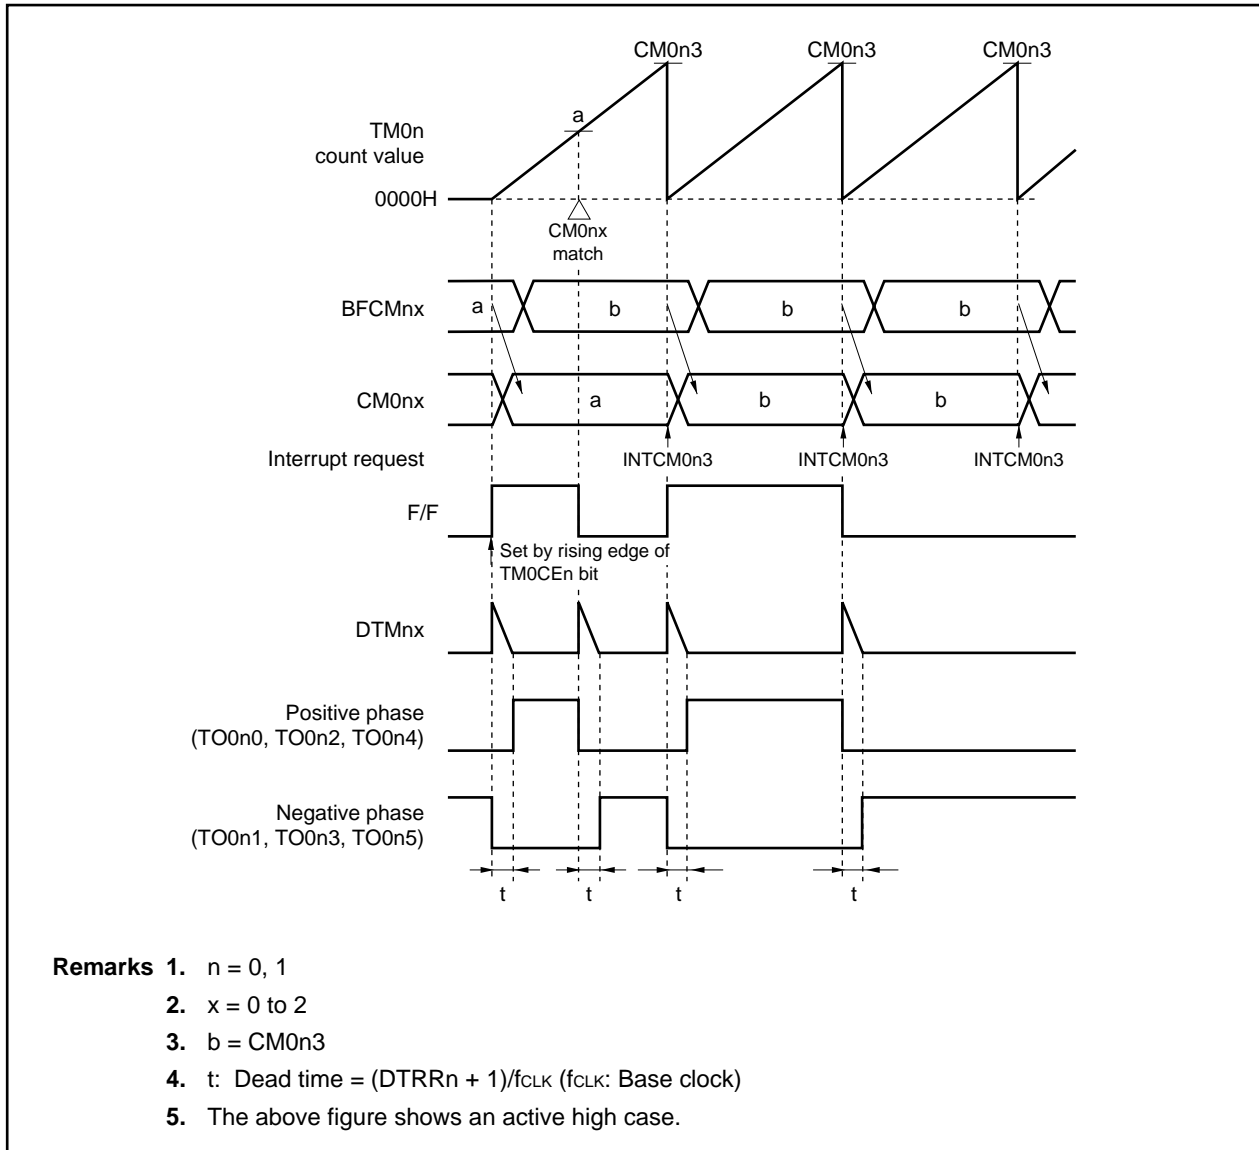 CM0n3 CM0n3 CM0n3
a
TM0n
count value
0000H
CM0nx
match
BFCMnx a b b b
CM0nx a b b
Interrupt request INTCM0n3 INTCM0n3 INTCM0n3
F/F
Set by rising edge of
TM0CEn bit
DTMnx
Positive phase
(TO0n0, TO0n2, TO0n4)
Negative phase
(TO0n1, TO0n3, TO0n5)
t t t t
Remarks 1. n = 0, 1
2. x = 0 to 2
3. b = CM0n3
4. t: Dead time = (DTRRn + 1)/fCLK (fCLK: Base clock)
5. The above figure shows an active high case.